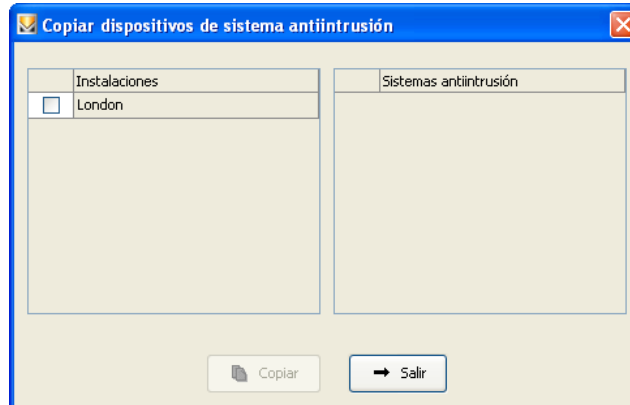 Copiar dispositivos de sistema antiintrusión
Instalaciones
Sistemas antiintrusión
London
Copiar
Salir